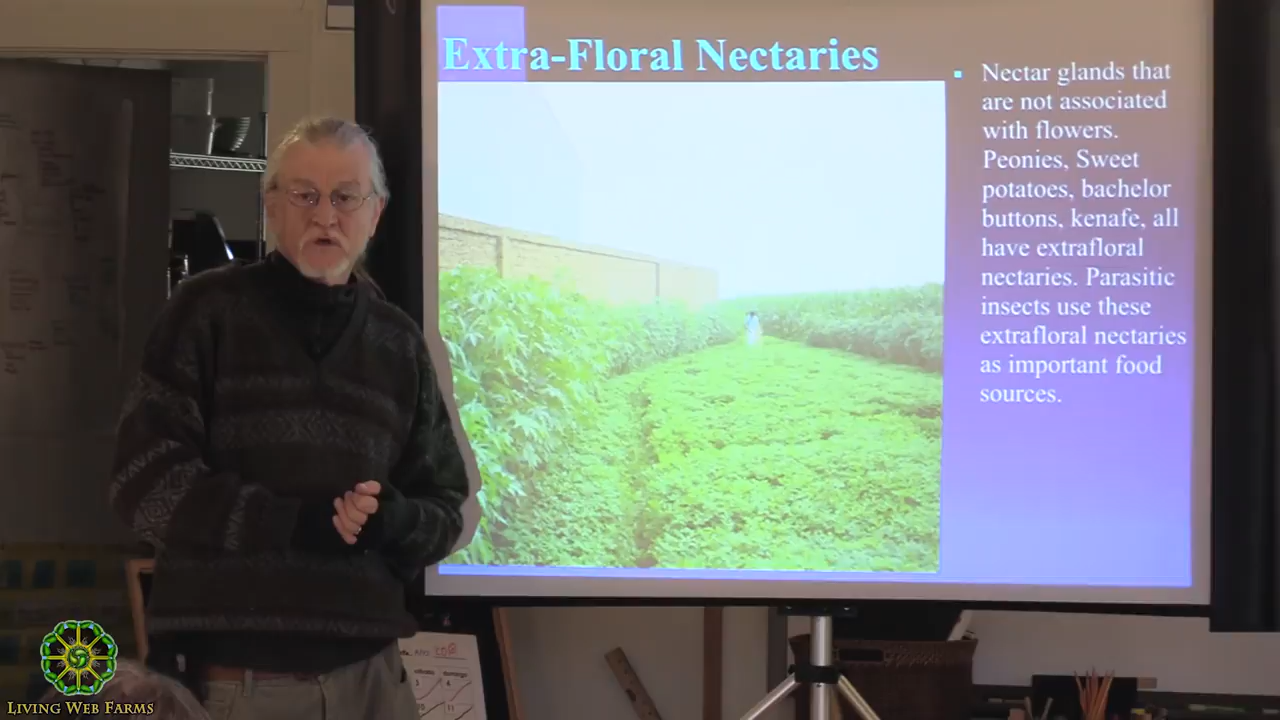 Extra-Floral Nectaries
Nectar glands that
are not associated
with flowers.
Peonies, Sweet
potatoes, bachelor
buttons, kenafe, all
have extrafloral
nectaries. Parasitic
insects use these
extrafloral nectaries
as important food
sources.
LIVING WEB FARMS